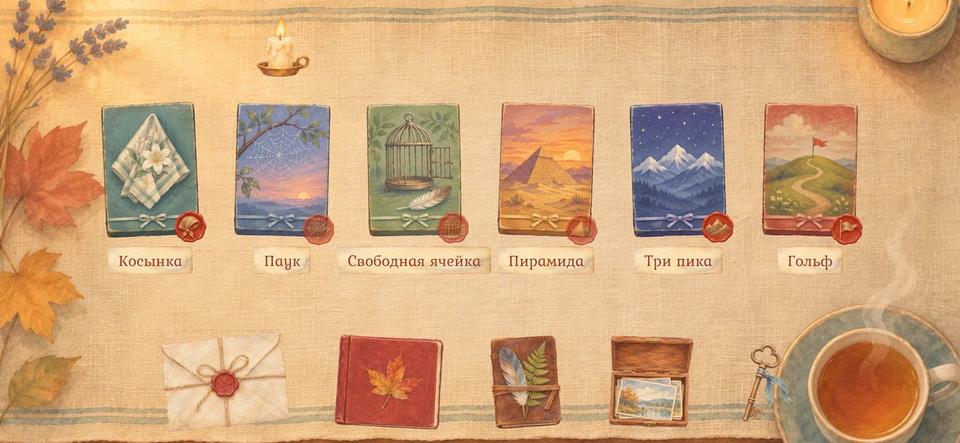 Косынка
Паук
Свободная ячейка
Пирамида
Три пика
Гольф